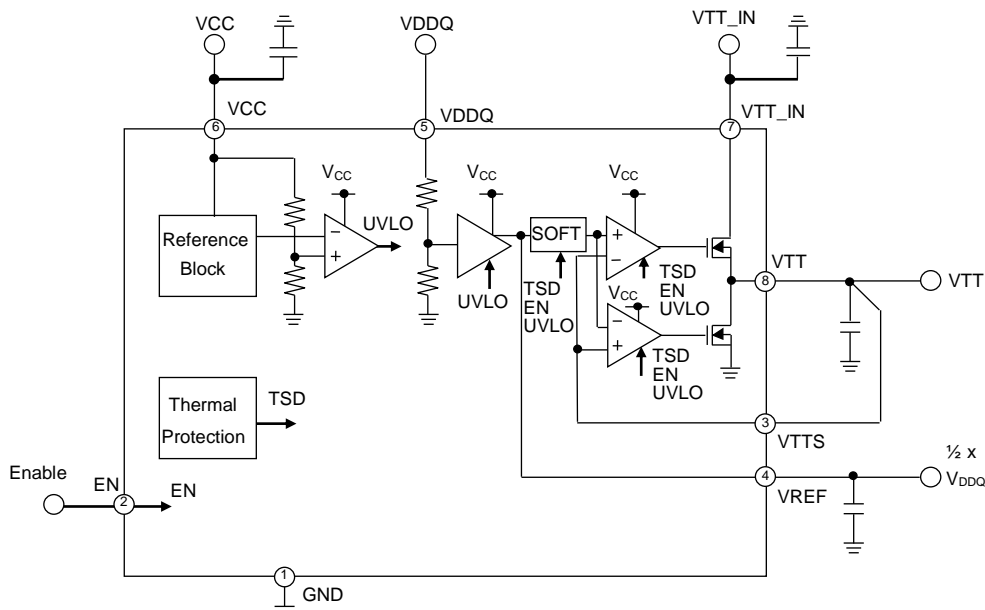 VCC
VDDQ
VTT_IN
VCC
VDDQ
VTT_IN
6
5
7
VCC
VCC
VCC
UVLO
Reference
Block
−
+
SOFT
+
−
VTT
8
VTT
UVLO
TSD
EN
UVLO
TSD
EN
UVLO
VCC
−
+
TSD
EN
UVLO
Thermal
Protection
TSD
3
VTTS
Enable
EN
2
EN
4
VREF
½ x
VDDQ
1
GND